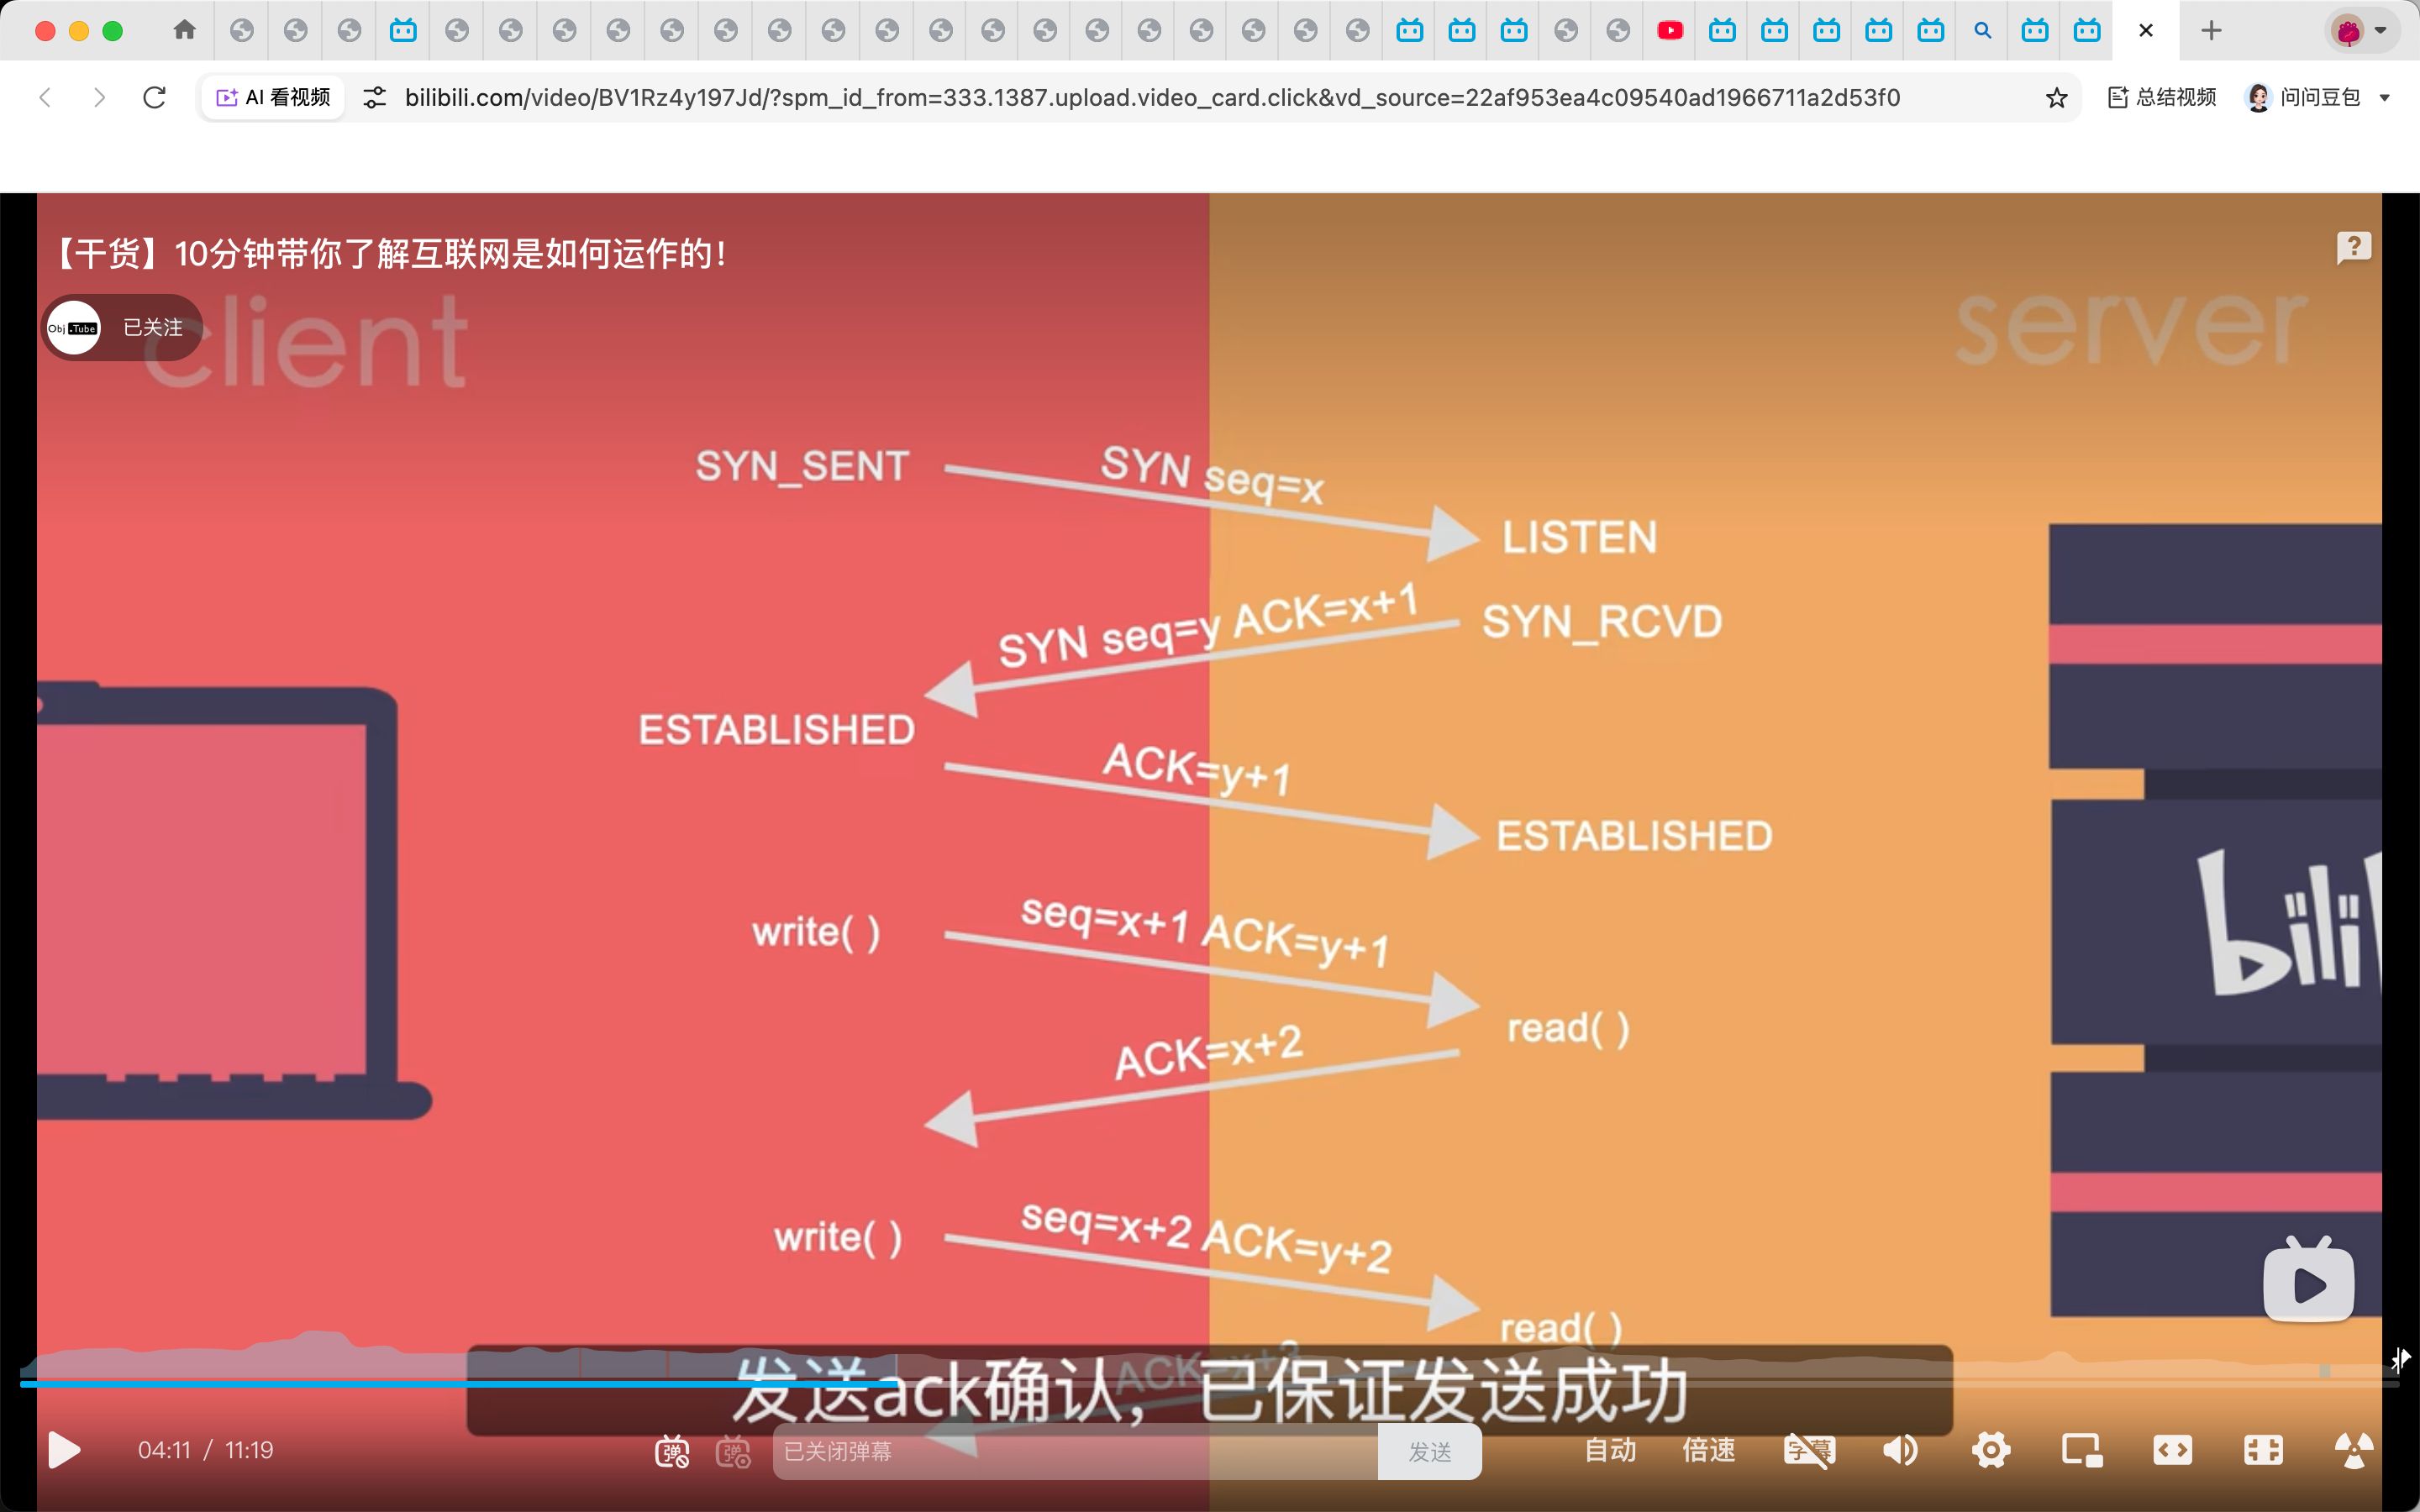 AI 看视频
bilibili.com/video/BV1Rz4y197Jd/?spm_id_from=333.1387.upload.video_card.click&vd_source=22af953ea4c09540ad1966711a2d53f0
总结视频
问问豆包
【干货】10分钟带你了解互联网是如何运作的!
Obj .Tube
已关注
client
server
SYN_SENT
SYN seq=x
LISTEN
SYN seq=y ACK=x+1
SYN_RCVD
ESTABLISHED
ACK=y+1
ESTABLISHED
write( )
seq=x+1 ACK=y+1
read( )
ACK=x+2
write( )
seq=x+2 ACK=y+2
read( )
ACK=x+3
发送ack确认, 已保证发送成功
04:11 / 11:19
弹
弹
已关闭弹幕
发送
自动
倍速
字幕
bili